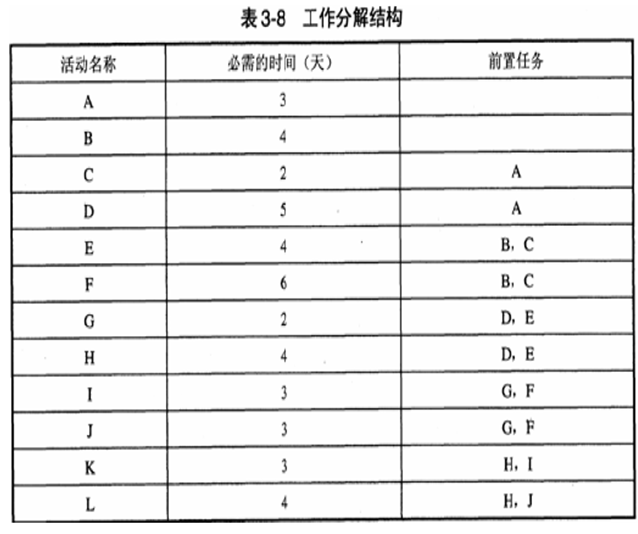 表3-8 工作分解结构
活动名称 必需的时间（天） 前置任务
A 3
B 4
C 2 A
D 5 A
E 4 B，C
F 6 B，C
G 2 D，E
H 4 D，E
I 3 G，F
J 3 G，F
K 3 H，I
L 4 H，J